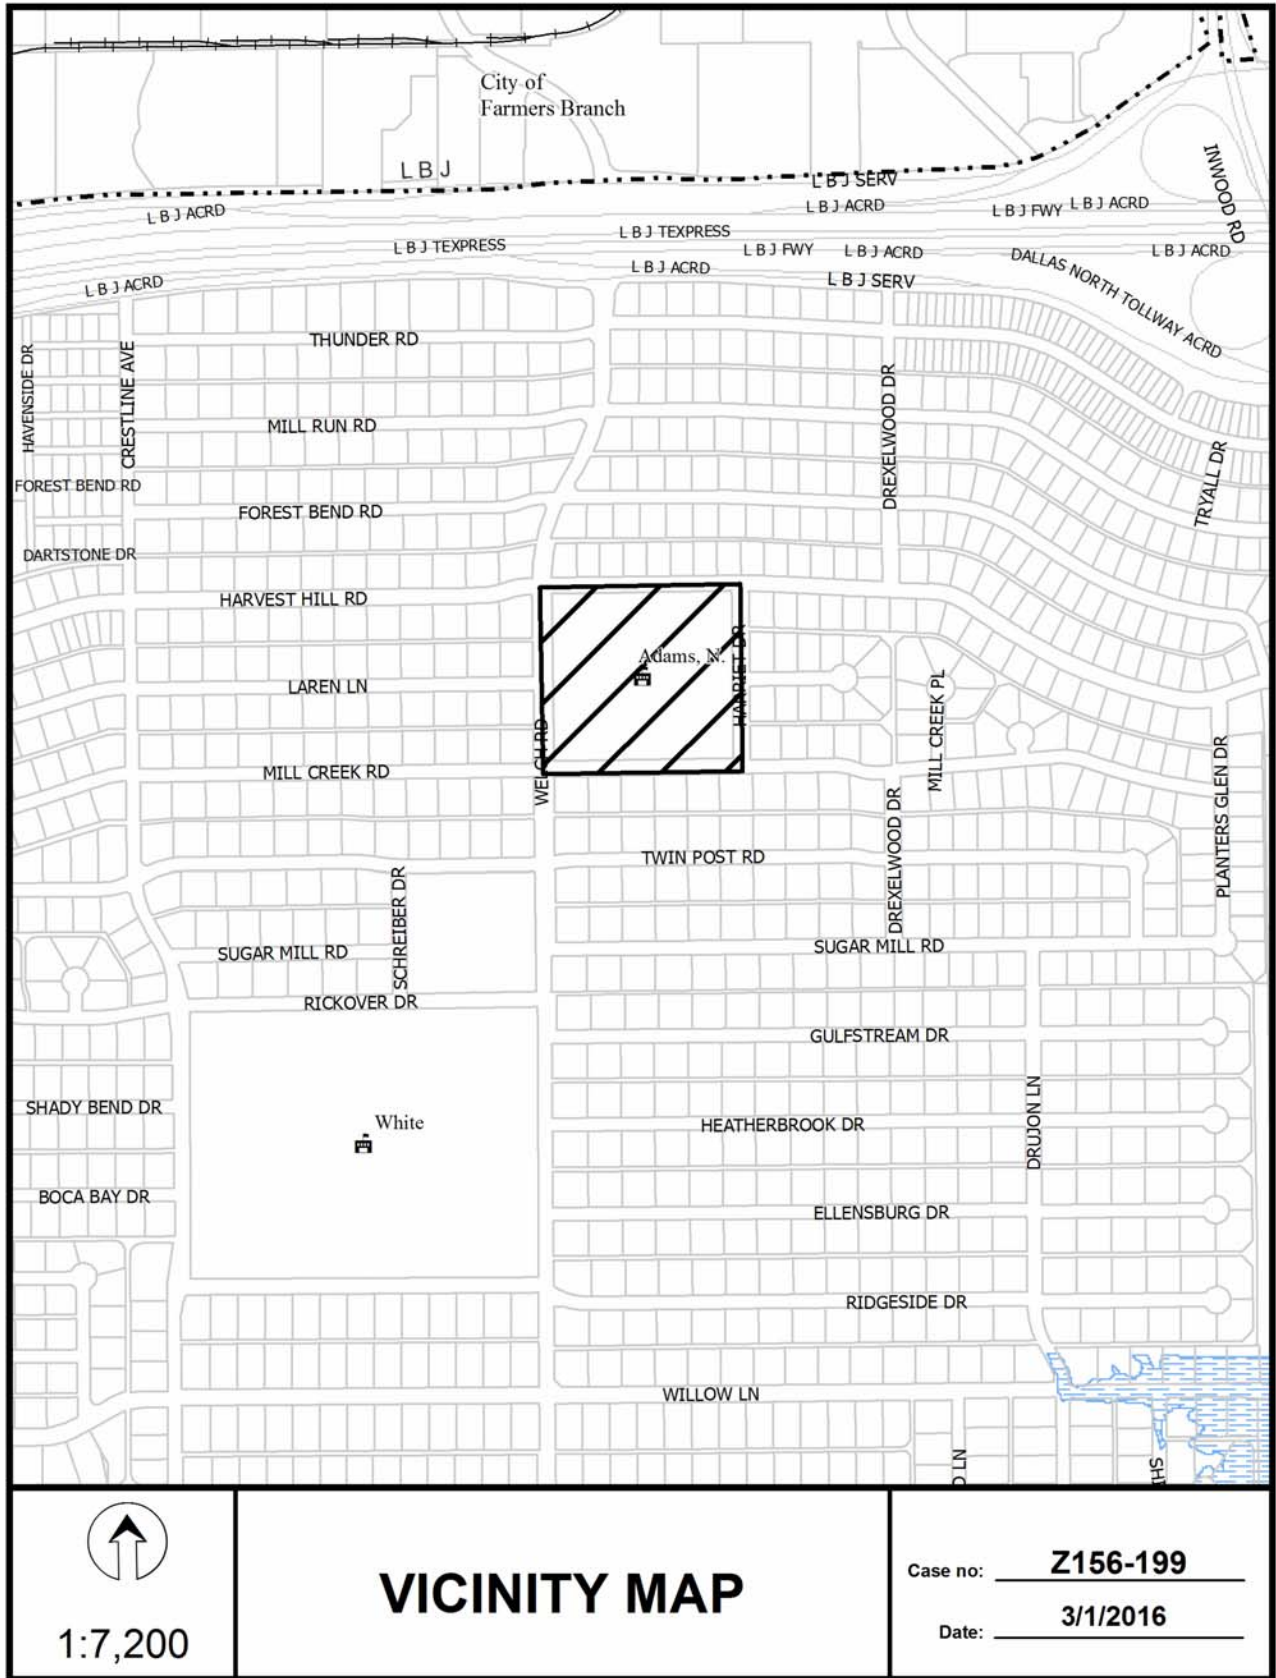 City of
Farmers Branch
L B J
L B J SERV
INWOOD RD
L B J ACRD
L B J ACRD
L B J FWY
L B J ACRD
L B J TEXPRESS
L B J TEXPRESS
L B J FWY
L B J ACRD
L B J ACRD
L B J ACRD
L B J ACRD
L B J SERV
DALLAS NORTH TOLLWAY ACRD
HAVENSIDE DR
CRESTLINE AVE
THUNDER RD
DREXELWOOD DR
MILL RUN RD
TRYALL DR
FOREST BEND RD
FOREST BEND RD
DARTSTONE DR
HARVEST HILL RD
Adams, N.
HARRIET DR
LAREN LN
MILL CREEK PL
WELCH RD
MILL CREEK RD
PLANTERS GLEN DR
DREXELWOOD DR
TWIN POST RD
SCHREIBER DR
SUGAR MILL RD
SUGAR MILL RD
RICKOVER DR
GULFSTREAM DR
SHADY BEND DR
White
HEATHERBROOK DR
DRUJON LN
BOCA BAY DR
ELLENSBURG DR
RIDGESIDE DR
WILLOW LN
D LN
SHI
1:7,200
VICINITY MAP
Case no: Z156-199
Date: 3/1/2016